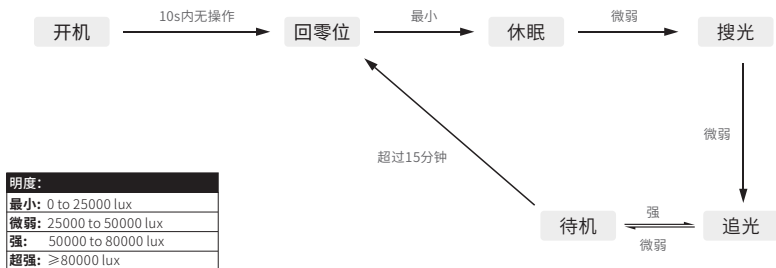 开机
10s内无操作
回零位
最小
休眠
微弱
搜光
微弱
超过15分钟
待机
强
微弱
追光
明度：
最小: 0 to 25000 lux
微弱: 25000 to 50000 lux
强: 50000 to 80000 lux
超强: ≥80000 lux